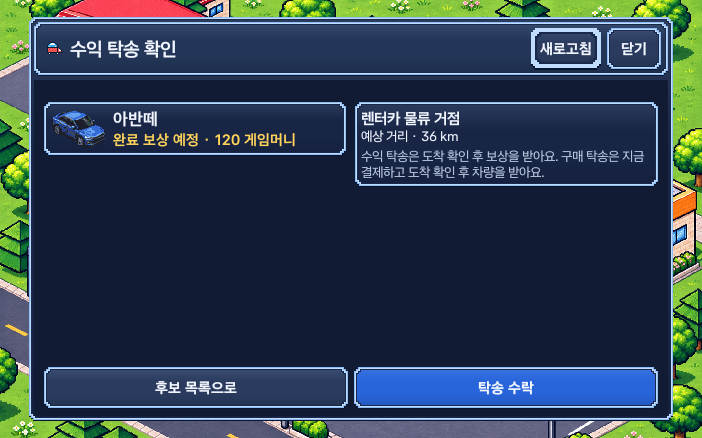 수익 탁송 확인
새로고침
닫기
아반떼
완료 보상 예정 · 120 게임머니
렌터카 물류 거점
예상 거리 · 36 km
수익 탁송은 도착 확인 후 보상을 받아요. 구매 탁송은 지금
결제하고 도착 확인 후 차량을 받아요.
후보 목록으로
탁송 수락